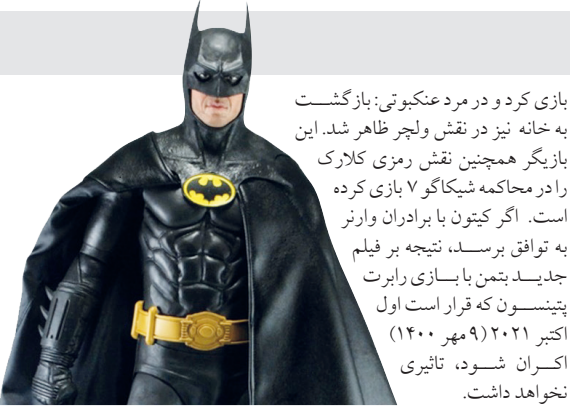 بازی کرد و در مرد عنکبوتی: بازگشت
به خانه نیز در نقش ولچر ظاهر شد. این
بازیگر همچنین نقش رمزی کلارک
را در محاکمه شیکاگو ۷ بازی کرده
است. اگر کیتون با برادران وارنر
به توافق برسد، نتیجه بر فیلم
جدید بتمن با بازی رابرت
پتینسون که قرار است اول
اکتبر ۲۰۲۱ (۹ مهر ۱۴۰۰)
اکران شود، تاثیری
نخواهد داشت.